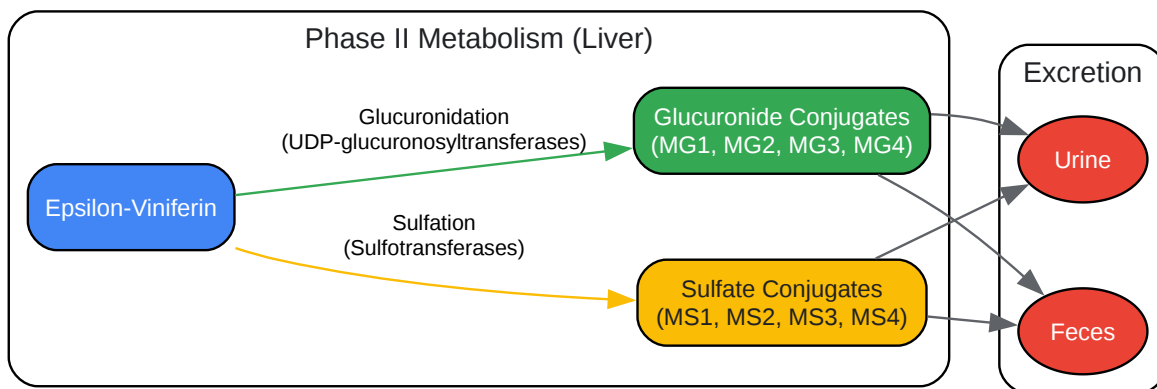 Phase II Metabolism (Liver)
Excretion
Glucuronidation
(UDP-glucuronosyltransferases)
Glucuronide Conjugates
(MG1, MG2, MG3, MG4)
Urine
Epsilon-Viniferin
Sulfation
(Sulfotransferases)
Sulfate Conjugates
(MS1, MS2, MS3, MS4)
Feces